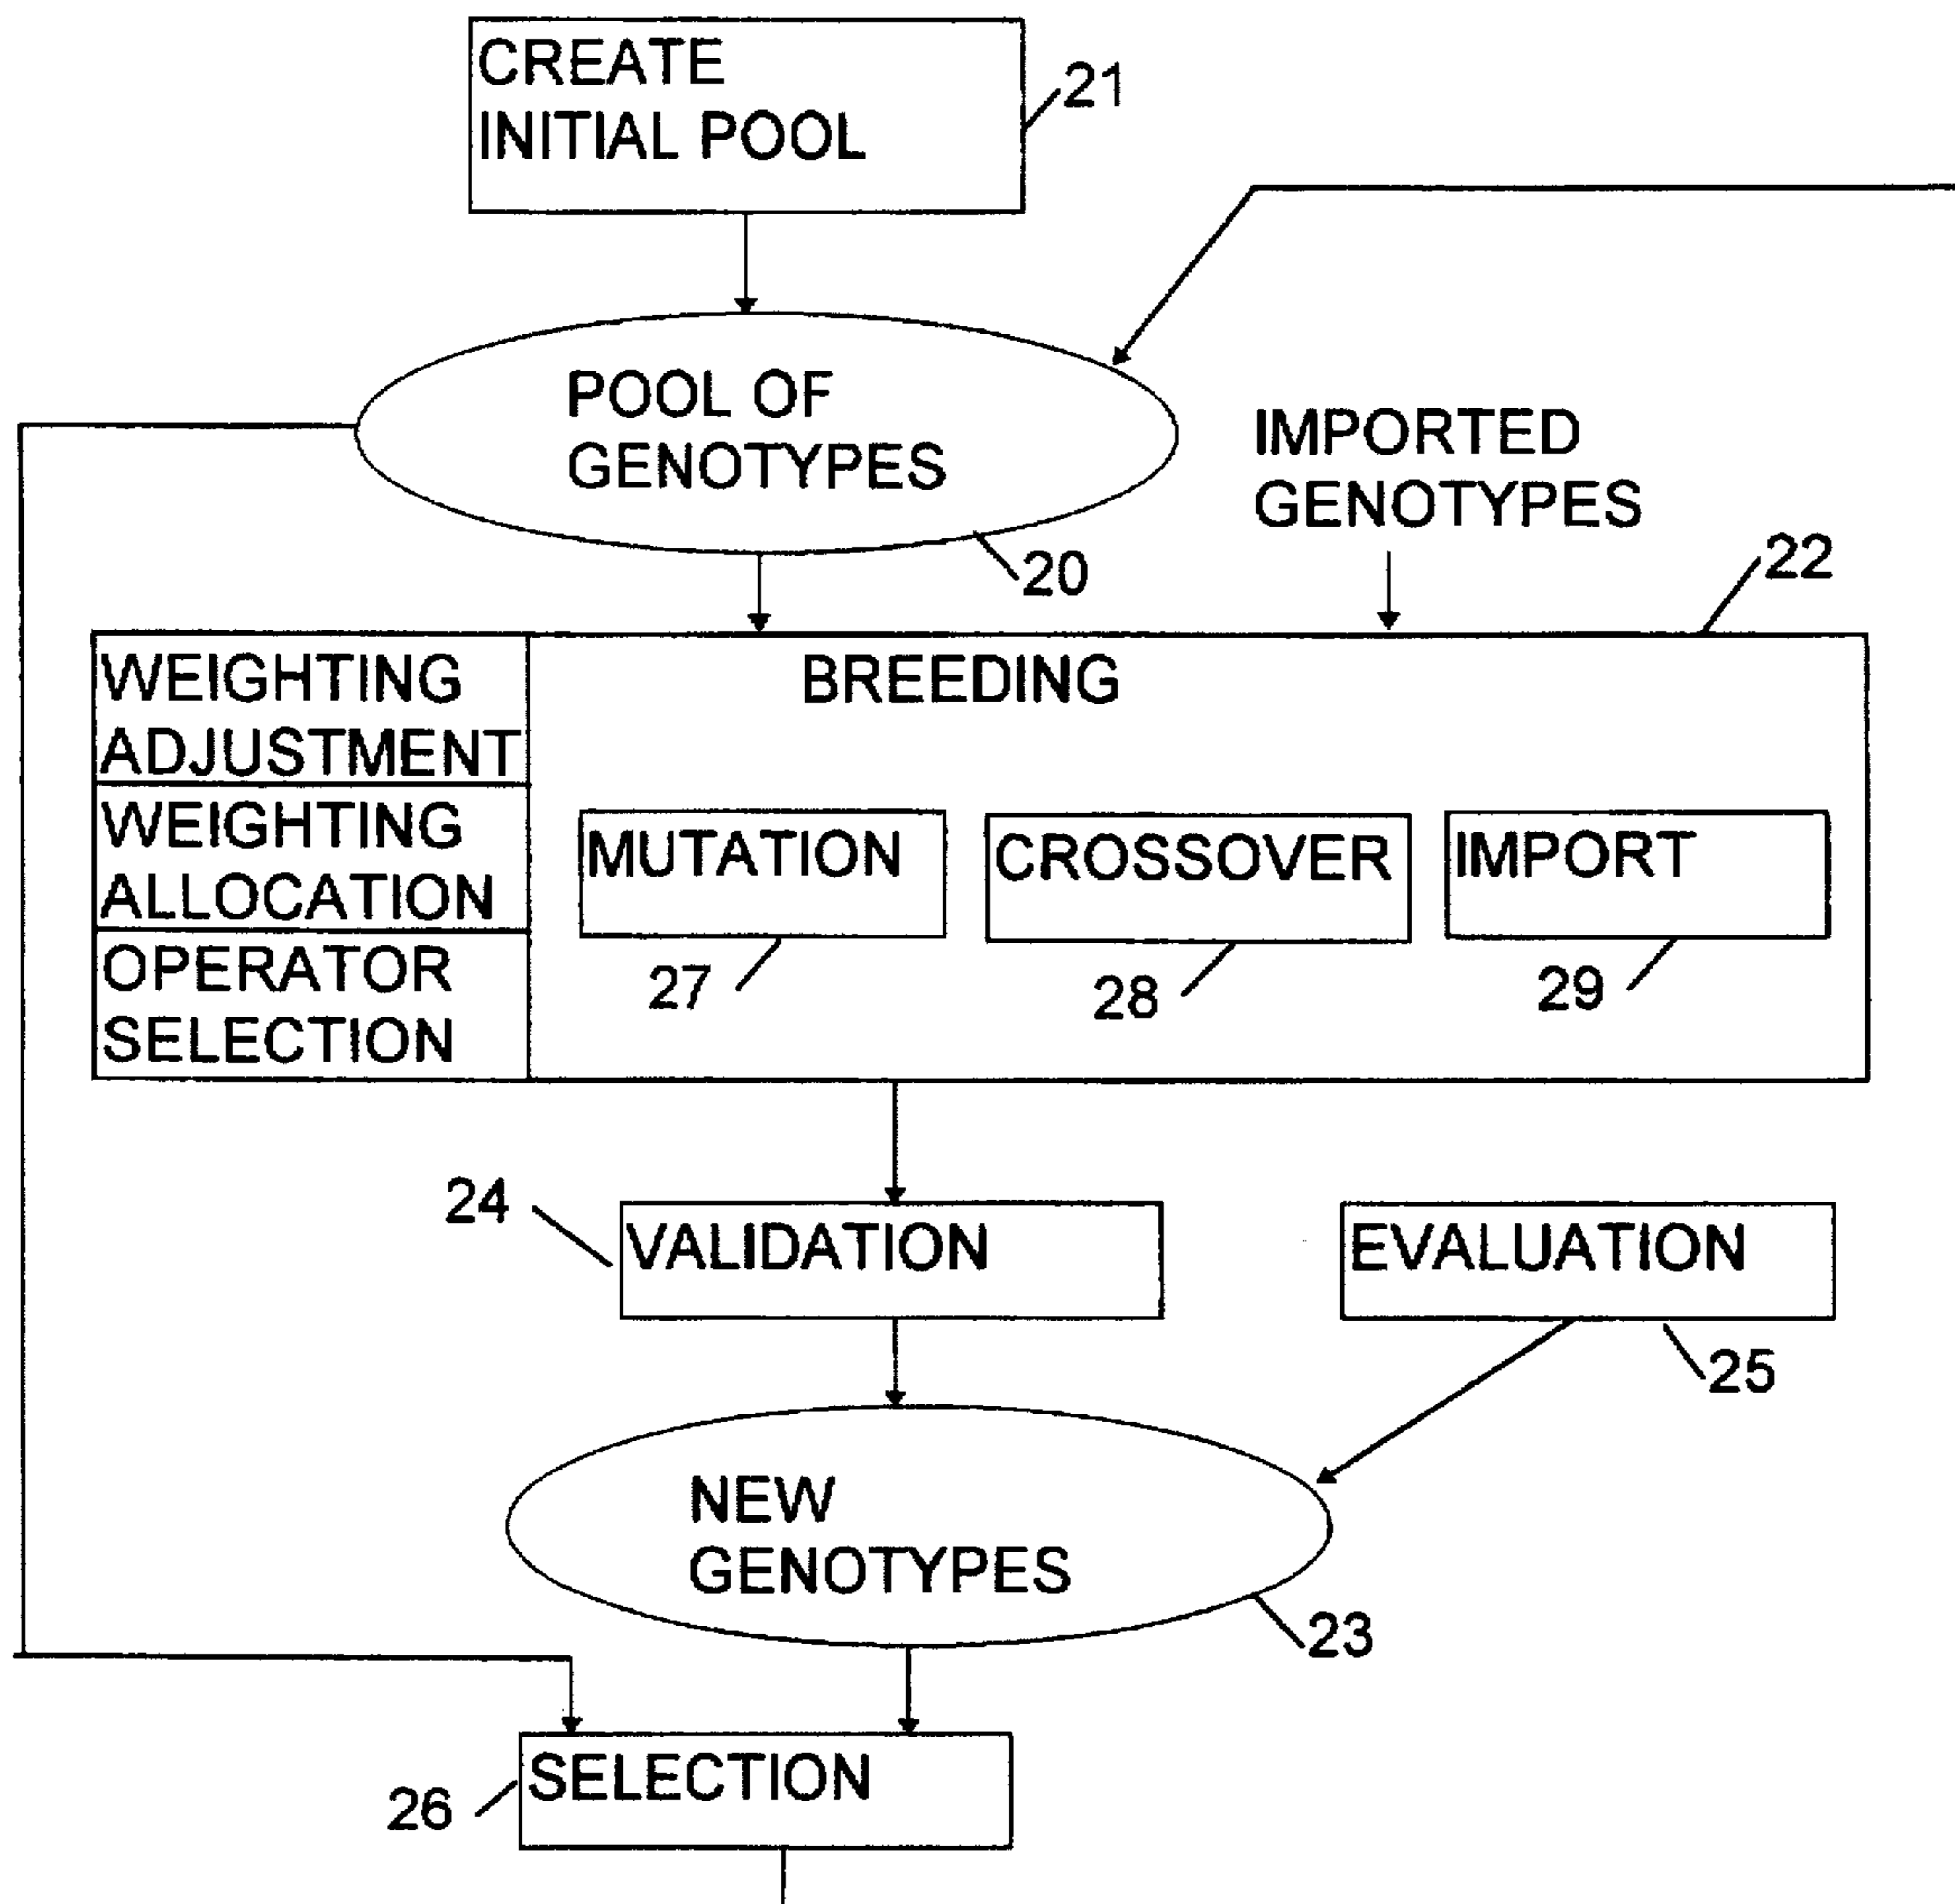 CREATE
INITIAL POOL
21
POOL OF
GENOTYPES
20
IMPORTED
GENOTYPES
22
WEIGHTING
ADJUSTMENT
WEIGHTING
ALLOCATION
OPERATOR
SELECTION
BREEDING
MUTATION
27
CROSSOVER
28
IMPORT
29
24
VALIDATION
EVALUATION
25
NEW
GENOTYPES
23
26
SELECTION